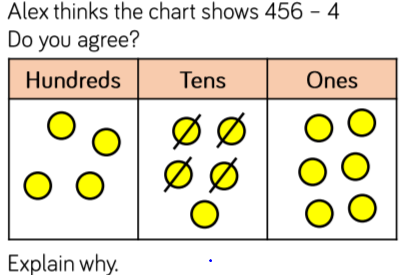 Alex thinks the chart shows 456 – 4
Do you agree?
Hundreds Tens Ones
Explain why.